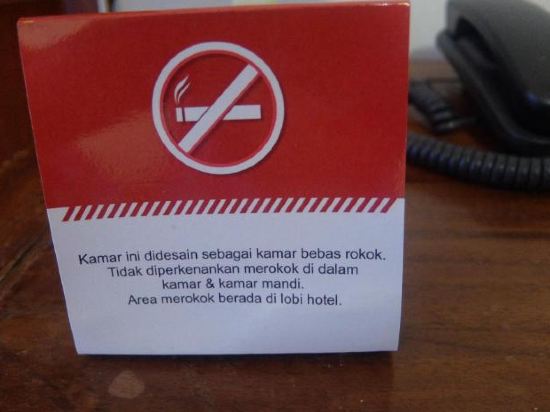 Kamar ini didesain sebagai kamar bebas rokok.
Tidak diperkenankan merokok di dalam
kamar & kamar mandi.
Area merokok berada di lobi hotel.